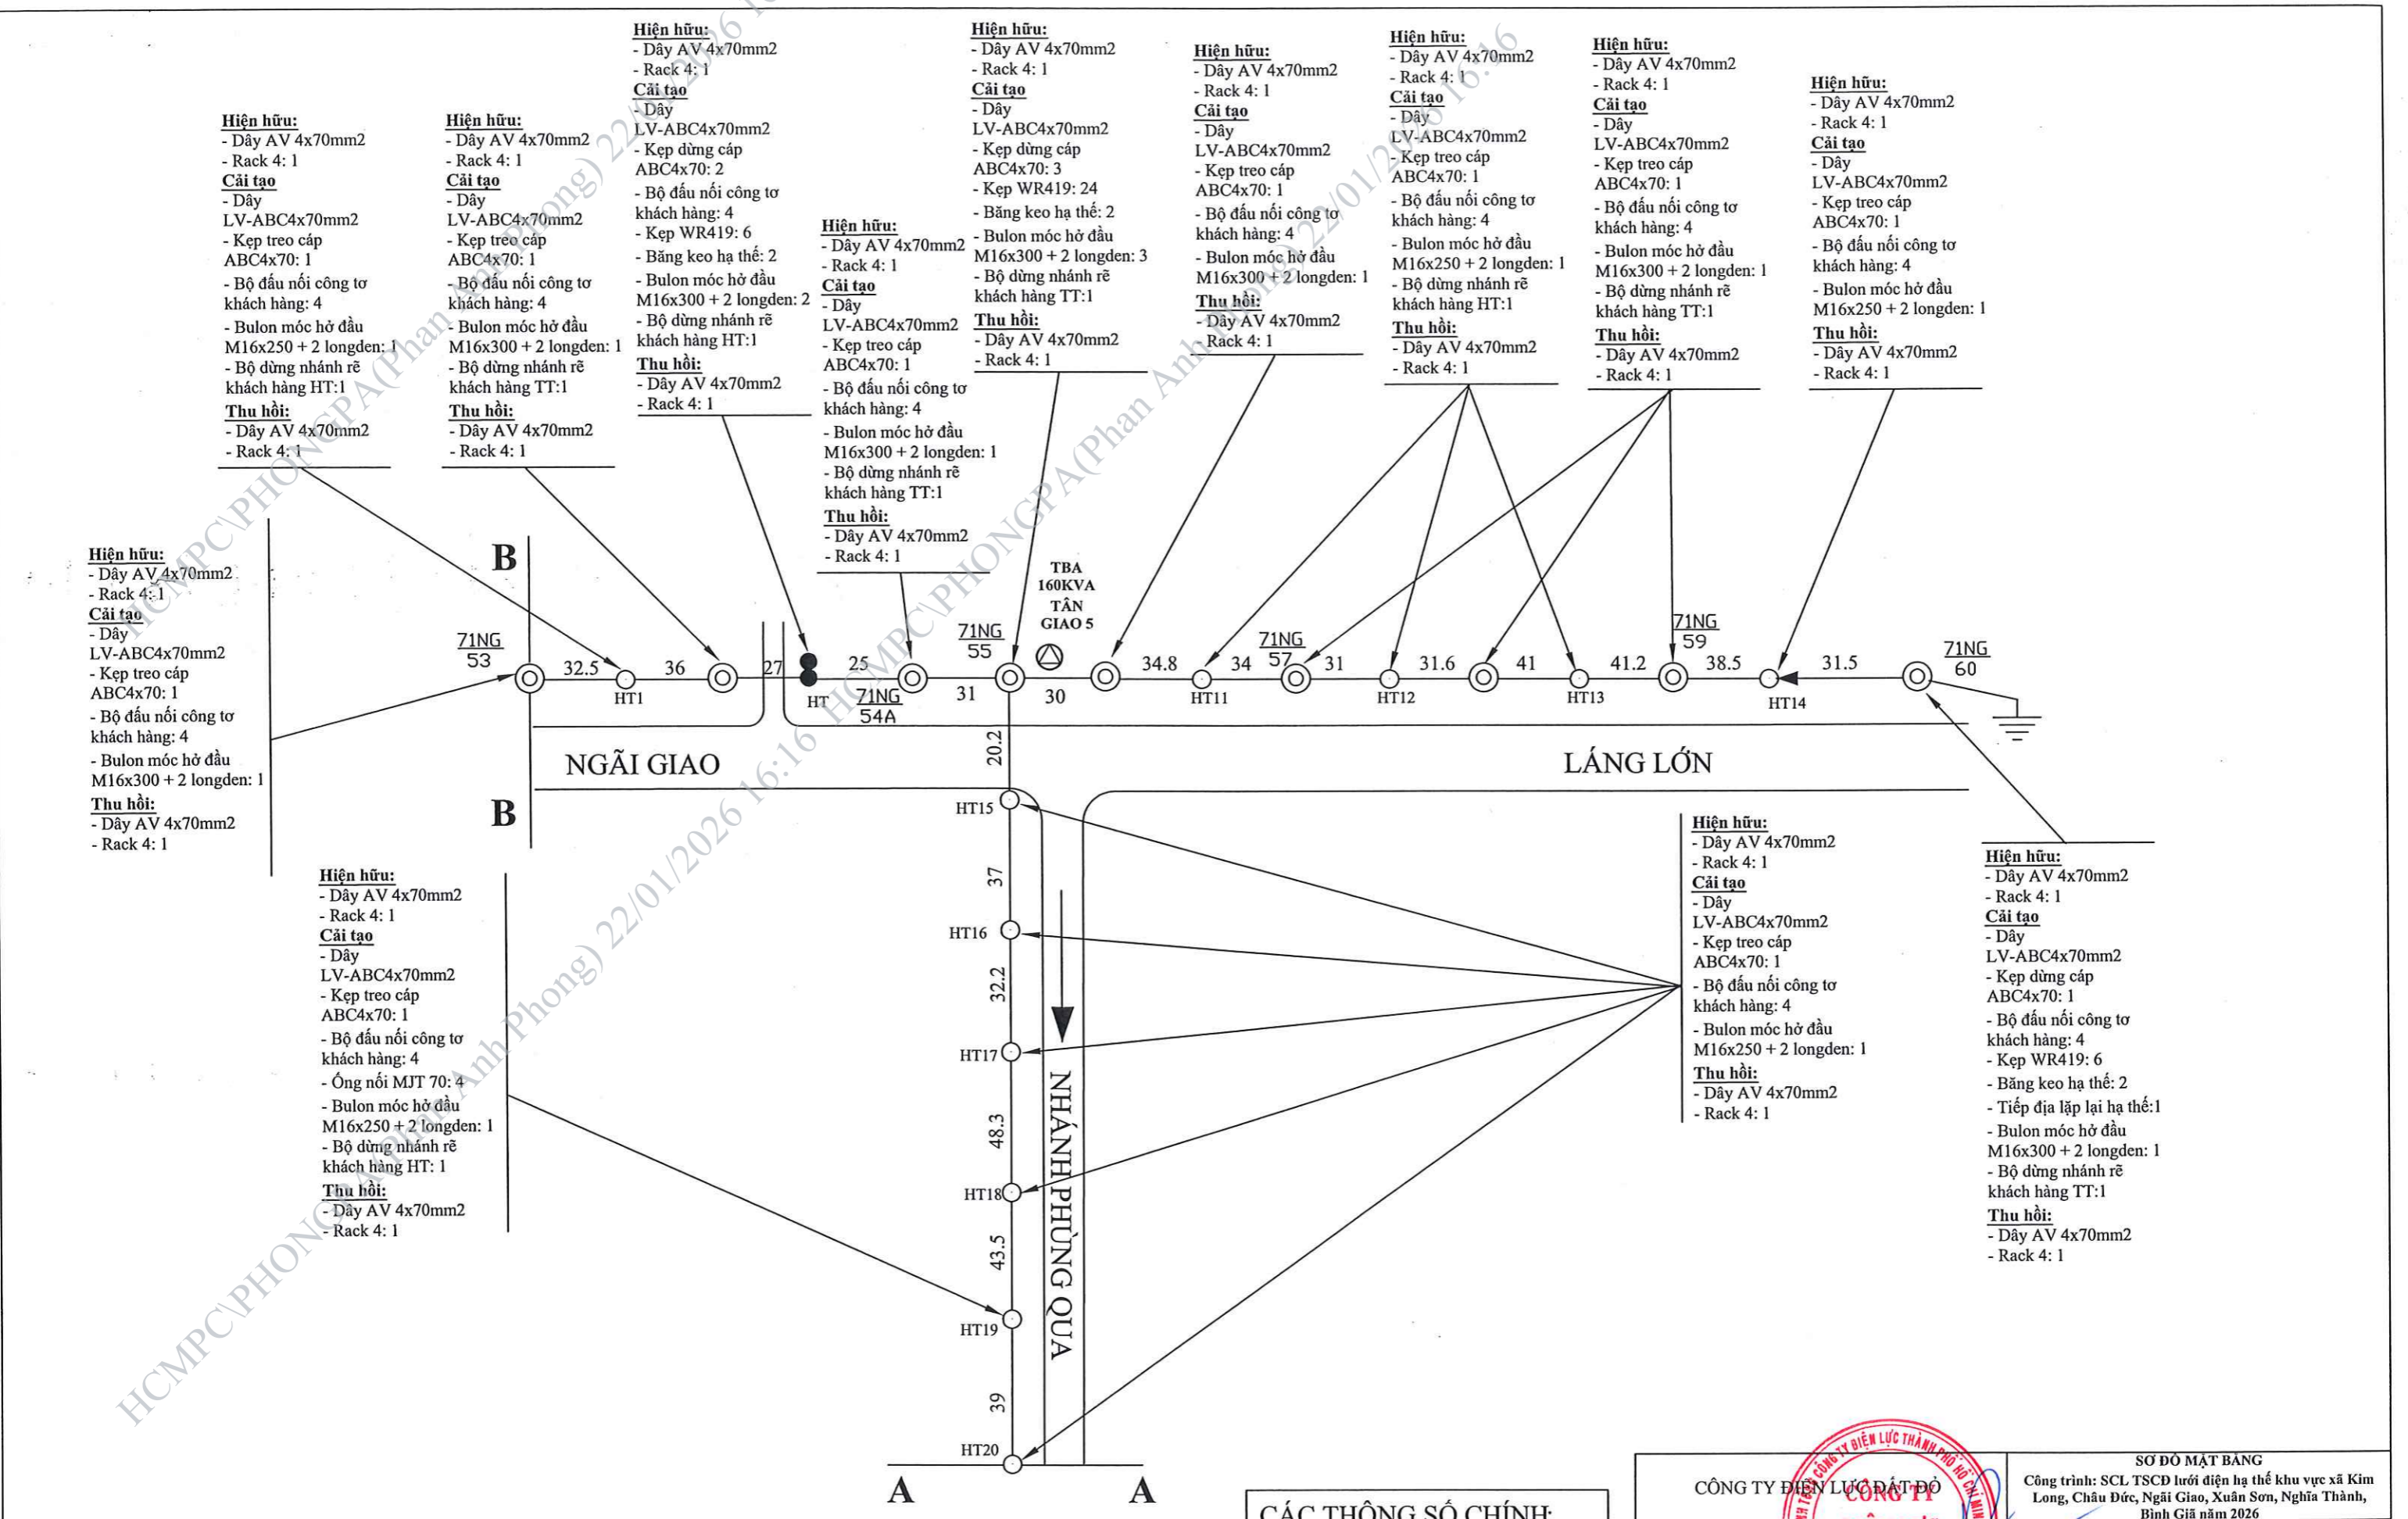 Hiện hữu:
- Dây AV 4x70mm2
- Rack 4: 1
Cải tạo
- Dây
LV-ABC4x70mm2
- Kẹp treo cáp
ABC4x70: 1
- Bộ đấu nối công tơ
khách hàng: 4
- Bulon móc hở đầu
M16x250 + 2 longden: 1
- Bộ dừng nhánh rẽ
khách hàng HT:1
Thu hồi:
- Dây AV 4x70mm2
- Rack 4: 1
Hiện hữu:
- Dây AV 4x70mm2
- Rack 4: 1
Cải tạo
- Dây
LV-ABC4x70mm2
- Kẹp treo cáp
ABC4x70: 1
- Bộ đấu nối công tơ
khách hàng: 4
- Bulon móc hở đầu
M16x300 + 2 longden: 1
- Bộ dừng nhánh rẽ
khách hàng TT:1
Thu hồi:
- Dây AV 4x70mm2
- Rack 4: 1
Hiện hữu:
- Dây AV 4x70mm2
- Rack 4: 1
Cải tạo
- Dây
LV-ABC4x70mm2
- Kẹp dừng cáp
ABC4x70: 2
- Bộ đấu nối công tơ
khách hàng: 4
- Kẹp WR419: 6
- Băng keo hạ thế: 2
- Bulon móc hở đầu
M16x300 + 2 longden: 2
- Bộ dừng nhánh rẽ
khách hàng HT:1
Thu hồi:
- Dây AV 4x70mm2
- Rack 4: 1
Hiện hữu:
- Dây AV 4x70mm2
- Rack 4: 1
Cải tạo
- Dây
LV-ABC4x70mm2
- Kẹp treo cáp
ABC4x70: 1
- Bộ đấu nối công tơ
khách hàng: 4
- Bulon móc hở đầu
M16x300 + 2 longden: 1
- Bộ dừng nhánh rẽ
khách hàng TT:1
Thu hồi:
- Dây AV 4x70mm2
- Rack 4: 1
Hiện hữu:
- Dây AV 4x70mm2
- Rack 4: 1
Cải tạo
- Dây
LV-ABC4x70mm2
- Kẹp dừng cáp
ABC4x70: 3
- Kẹp WR419: 24
- Băng keo hạ thế: 2
- Bulon móc hở đầu
M16x300 + 2 longden: 3
- Bộ dừng nhánh rẽ
khách hàng TT:1
Thu hồi:
- Dây AV 4x70mm2
- Rack 4: 1
Hiện hữu:
- Dây AV 4x70mm2
- Rack 4: 1
Cải tạo
- Dây
LV-ABC4x70mm2
- Kẹp treo cáp
ABC4x70: 1
- Bộ đấu nối công tơ
khách hàng: 4
- Bulon móc hở đầu
M16x300 + 2 longden: 1
Thu hồi:
- Dây AV 4x70mm2
- Rack 4: 1
Hiện hữu:
- Dây AV 4x70mm2
- Rack 4: 1
Cải tạo
- Dây
LV-ABC4x70mm2
- Kẹp treo cáp
ABC4x70: 1
- Bộ đấu nối công tơ
khách hàng: 4
- Bulon móc hở đầu
M16x250 + 2 longden: 1
- Bộ dừng nhánh rẽ
khách hàng HT:1
Thu hồi:
- Dây AV 4x70mm2
- Rack 4: 1
Hiện hữu:
- Dây AV 4x70mm2
- Rack 4: 1
Cải tạo
- Dây
LV-ABC4x70mm2
- Kẹp treo cáp
ABC4x70: 1
- Bộ đấu nối công tơ
khách hàng: 4
- Bulon móc hở đầu
M16x300 + 2 longden: 1
- Bộ dừng nhánh rẽ
khách hàng TT:1
Thu hồi:
- Dây AV 4x70mm2
- Rack 4: 1
Hiện hữu:
- Dây AV 4x70mm2
- Rack 4: 1
Cải tạo
- Dây
LV-ABC4x70mm2
- Kẹp treo cáp
ABC4x70: 1
- Bộ đấu nối công tơ
khách hàng: 4
- Bulon móc hở đầu
M16x250 + 2 longden: 1
Thu hồi:
- Dây AV 4x70mm2
- Rack 4: 1
Hiện hữu:
- Dây AV 4x70mm2
- Rack 4: 1
Cải tạo
- Dây
LV-ABC4x70mm2
- Kẹp treo cáp
ABC4x70: 1
- Bộ đấu nối công tơ
khách hàng: 4
- Bulon móc hở đầu
M16x300 + 2 longden: 1
Thu hồi:
- Dây AV 4x70mm2
- Rack 4: 1
B
TBA
160KVA
TÂN
GIAO 5
71NG
53
32.5
HT1
36
27
HT
25
71NG
54A
31
71NG
55
30
34.8
HT11
34
71NG
57
31
HT12
31.6
41
HT13
41.2
71NG
59
38.5
HT14
31.5
71NG
60
NGÃI GIAO
LÁNG LỚN
B
20.2
HT15
37
HT16
32.2
HT17
48.3
HT18
43.5
HT19
39
HT20
NHÁNH PHÙNG QUA
A
A
Hiện hữu:
- Dây AV 4x70mm2
- Rack 4: 1
Cải tạo
- Dây
LV-ABC4x70mm2
- Kẹp treo cáp
ABC4x70: 1
- Bộ đấu nối công tơ
khách hàng: 4
- Ống nối MJT 70: 4
- Bulon móc hở đầu
M16x250 + 2 longden: 1
- Bộ dừng nhánh rẽ
khách hàng HT: 1
Thu hồi:
- Dây AV 4x70mm2
- Rack 4: 1
Hiện hữu:
- Dây AV 4x70mm2
- Rack 4: 1
Cải tạo
- Dây
LV-ABC4x70mm2
- Kẹp treo cáp
ABC4x70: 1
- Bộ đấu nối công tơ
khách hàng: 4
- Bulon móc hở đầu
M16x250 + 2 longden: 1
Thu hồi:
- Dây AV 4x70mm2
- Rack 4: 1
Hiện hữu:
- Dây AV 4x70mm2
- Rack 4: 1
Cải tạo
- Dây
LV-ABC4x70mm2
- Kẹp dừng cáp
ABC4x70: 1
- Bộ đấu nối công tơ
khách hàng: 4
- Kẹp WR419: 6
- Băng keo hạ thế: 2
- Tiếp địa lặp lại hạ thế:1
- Bulon móc hở đầu
M16x300 + 2 longden: 1
- Bộ dừng nhánh rẽ
khách hàng TT:1
Thu hồi:
- Dây AV 4x70mm2
- Rack 4: 1
CÁC THÔNG SỐ CHÍNH:
CÔNG TY ĐIỆN LỰC ĐẤT ĐỎ
CÔNG TY
SƠ ĐỒ MẶT BẰNG
Công trình: SCL TSCĐ lưới điện hạ thế khu vực xã Kim
Long, Châu Đức, Ngãi Giao, Xuân Sơn, Nghĩa Thành,
Bình Giã năm 2026
HCMPC\PHONGPA(Phan Anh Phong) 22/01/2026 16:16
HCMPC\PHONGPA(Phan Anh Phong) 22/01/2026 16:16
HCMPC\PHONGPA(Phan Anh Phong) 22/01/2026 16:16